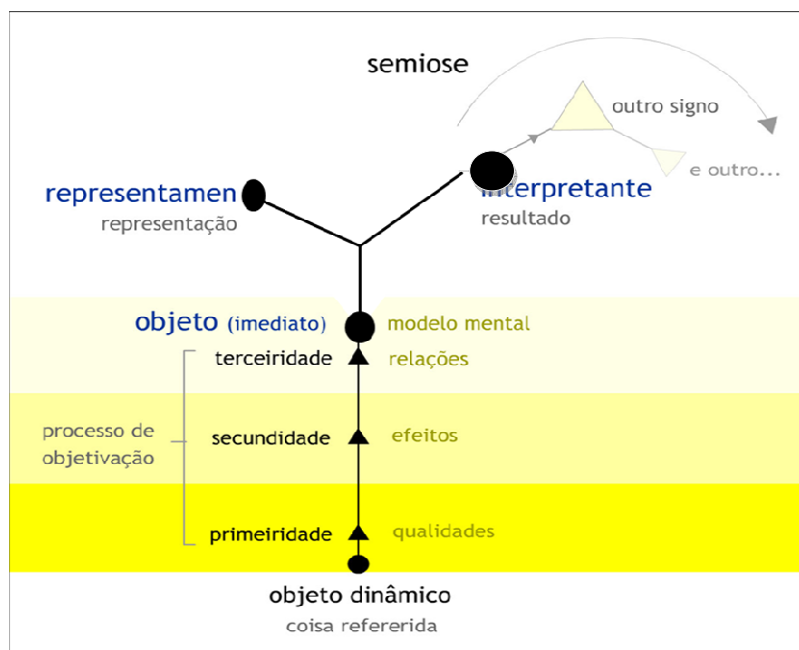 semiose
outro signo
e outro...
representamen
representação
interpretante
resultado
objeto (imediato)
modelo mental
terceiridade
relações
processo de
objetivação
secundidade
efeitos
primeiridade
qualidades
objeto dinâmico
coisa refererida